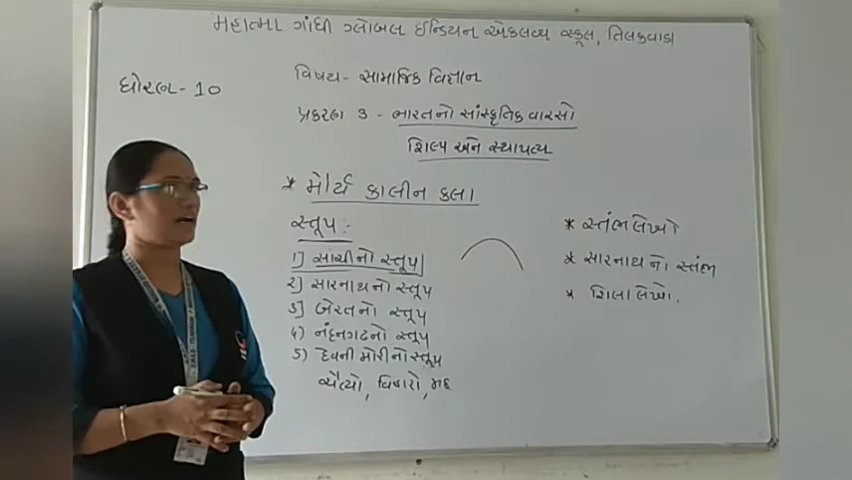 મહાત્મા ગાંધી ગ્લોબલ ઈન્ડિયન એકલવ્ય સ્કૂલ, તિલકવાડા
વિષય - સામાજિક વિજ્ઞાન
ધોરણ - 10
પ્રકરણ 3 - ભારતનો સાંસ્કૃતિક વારસો
શિલ્પ અને સ્થાપત્ય
* મૌર્ય કાલીન કલા
સ્તૂપ :-
1] સાંચીનો સ્તૂપ
2] સારનાથનો સ્તૂપ
3] બેરતનો સ્તૂપ
4) નંદનગઢનો સ્તૂપ
5) દેવની મોરીનો સ્તૂપ
ચૈત્યો, વિહારો, મઠ
* સ્તંભલેખો
* સારનાથનો સ્તંભ
* શિલાલેખો.